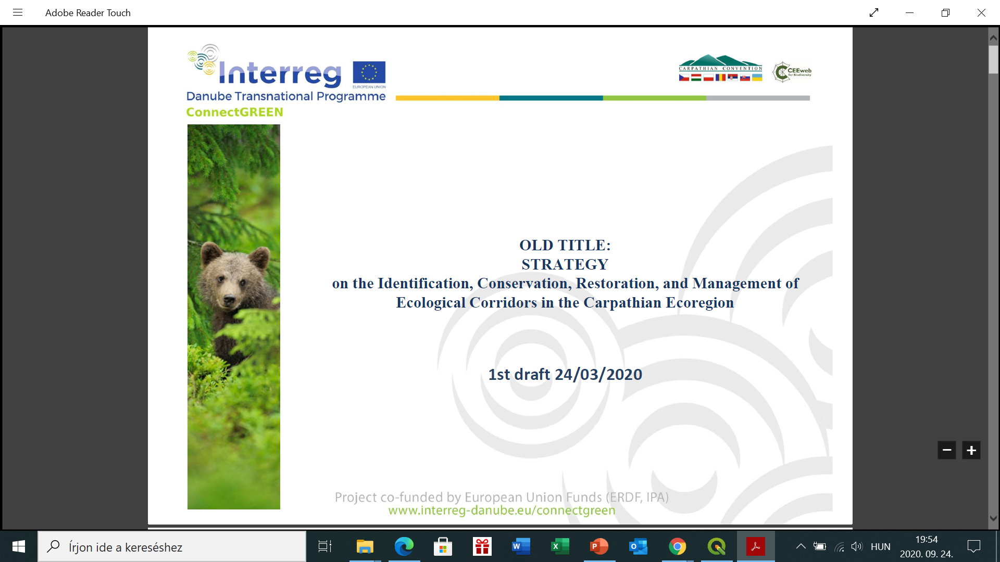 Adobe Reader Touch
Interreg
EUROPEAN UNION
Danube Transnational Programme
ConnectGREEN
CARPATHIAN CONVENTION
CEEweb
for Biodiversity
OLD TITLE:
STRATEGY
on the Identification, Conservation, Restoration, and Management of
Ecological Corridors in the Carpathian Ecoregion
1st draft 24/03/2020
Project co-funded by European Union Funds (ERDF, IPA)
www.interreg-danube.eu/connectgreen
Írjon ide a kereséshez
HUN
19:54
2020. 09. 24.